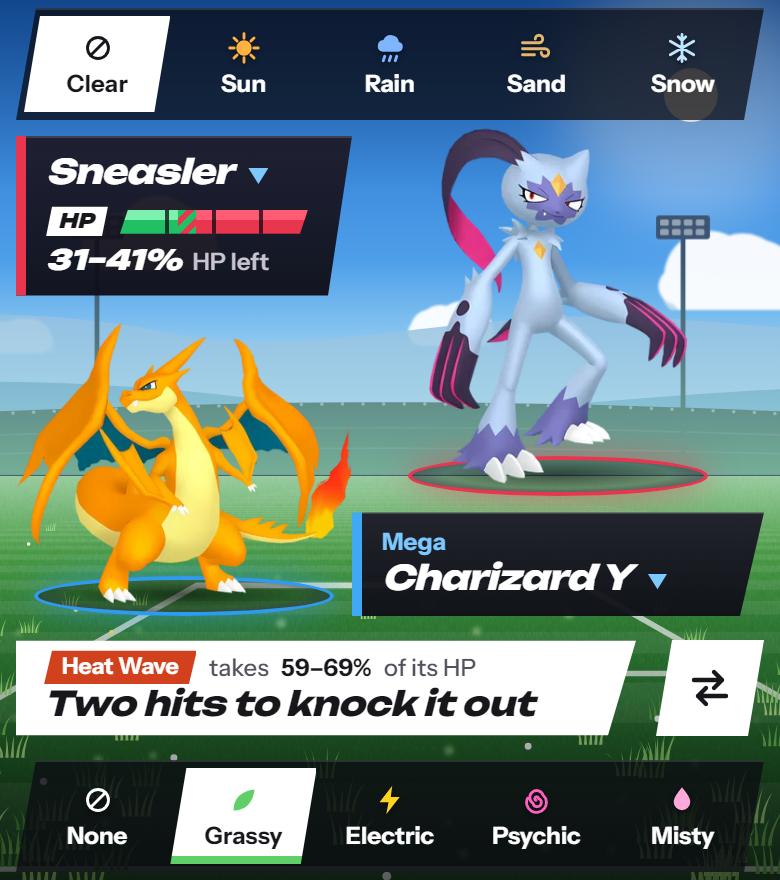 Clear
Sun
Rain
Sand
Snow
Sneasler
HP
31–41% HP left
Mega
Charizard Y
Heat Wave takes 59–69% of its HP
Two hits to knock it out
None
Grassy
Electric
Psychic
Misty